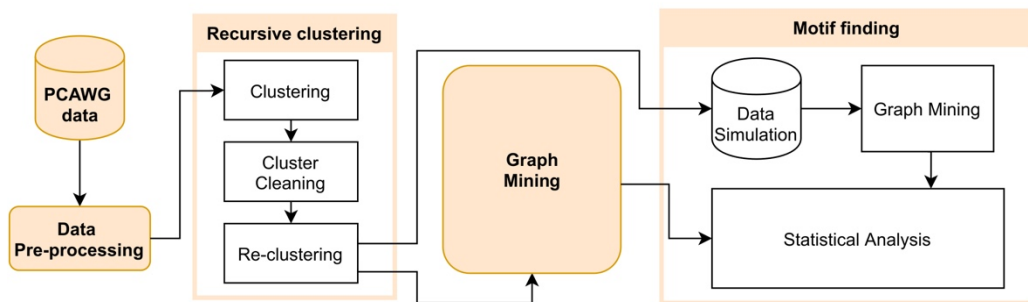 PCAWG
data
Data
Pre-processing
Recursive clustering
Clustering
Cluster
Cleaning
Re-clustering
Graph
Mining
Motif finding
Data
Simulation
Graph Mining
Statistical Analysis